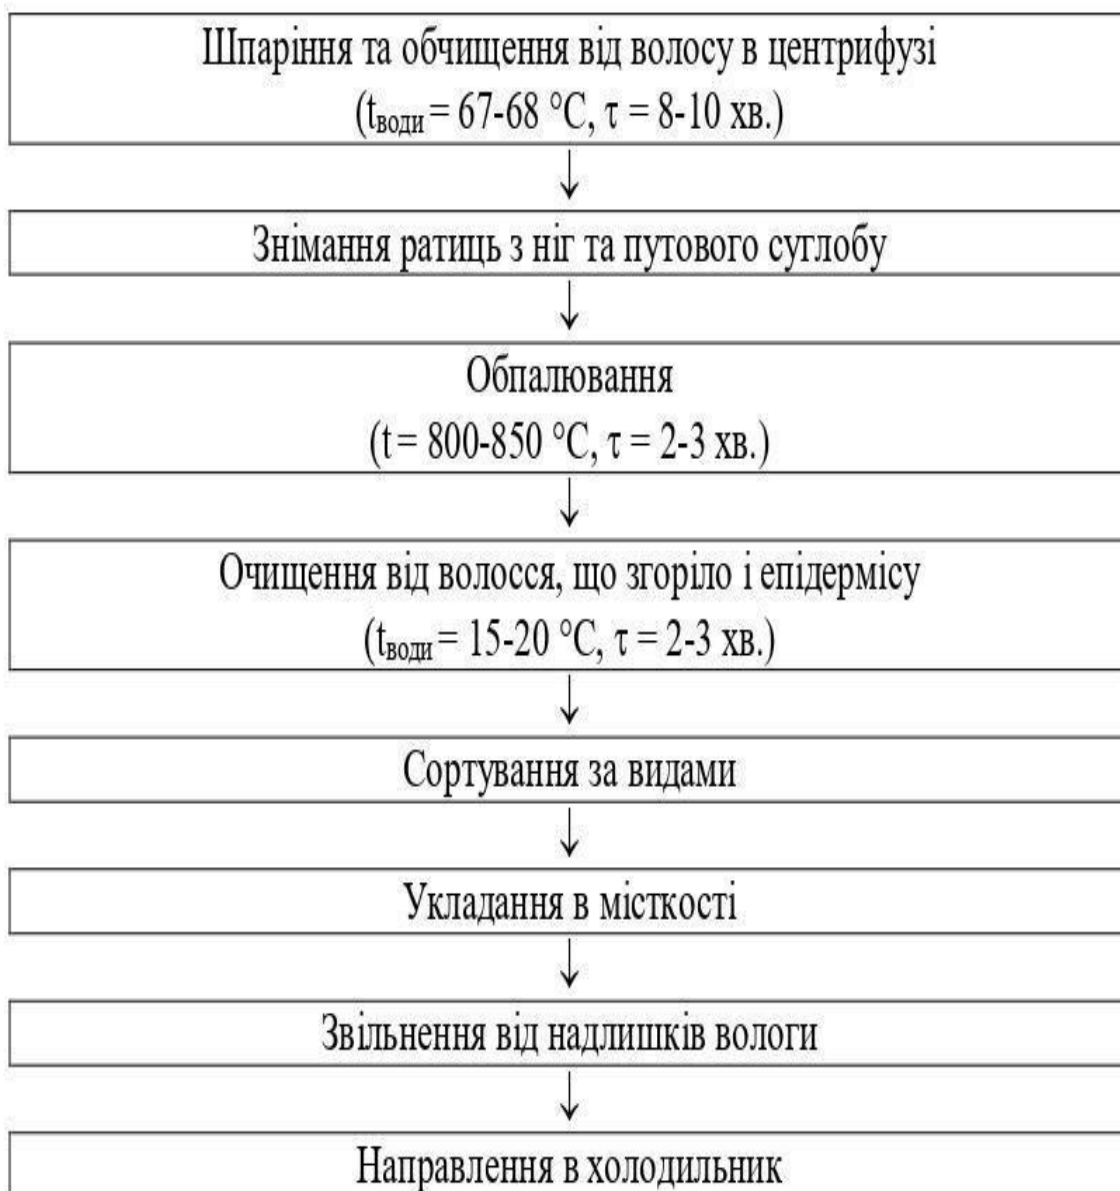 Шпаріння та обчищення від волосу в центрифузі
(tводи = 67-68 °C, τ = 8-10 хв.)
Знімання ратиць з ніг та путового суглобу
Обпалювання
(t = 800-850 °C, τ = 2-3 хв.)
Очищення від волосся, що згоріло і епідермісу
(tводи = 15-20 °C, τ = 2-3 хв.)
Сортування за видами
Укладання в місткості
Звільнення від надлишків вологи
Направлення в холодильник